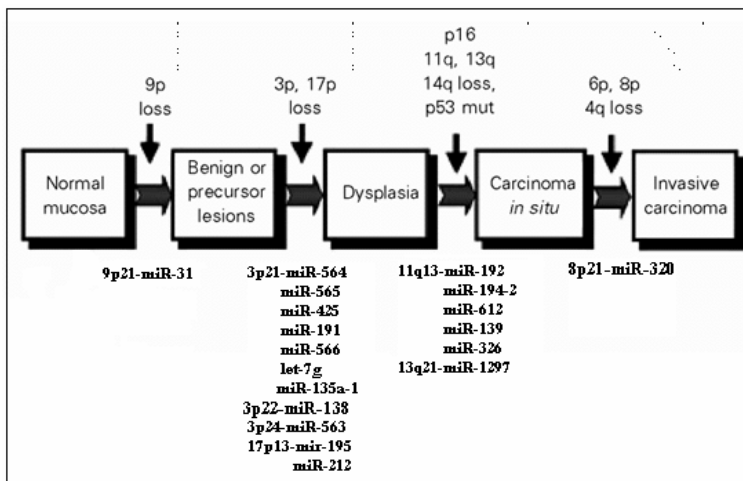 9p
loss
3p, 17p
loss
p16
11q, 13q
14q loss,
p53 mut
6p, 8p
4q loss
Normal
mucosa
Benign or
precursor
lesions
Dysplasia
Carcinoma
in situ
Invasive
carcinoma
9p21-miR-31
3p21-miR-564
miR-565
miR-425
miR-191
miR-566
let-7g
miR-135a-1
3p22-miR-138
3p24-miR-563
17p13-mir-195
miR-212
11q13-miR-192
miR-194-2
miR-612
miR-139
miR-326
13q21-miR-1297
8p21-miR-320